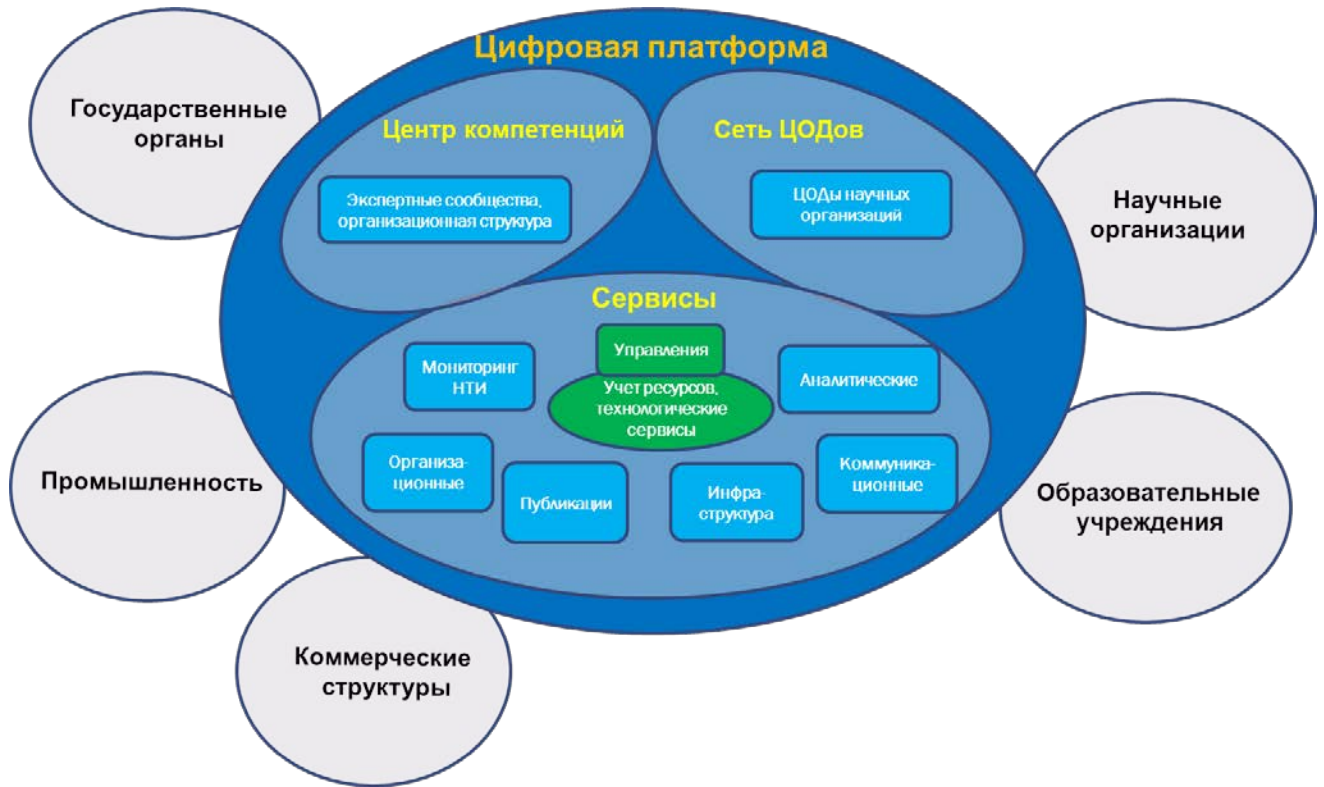 Цифровая платформа
Государственные
органы
Центр компетенций
Экспертные сообщества,
организационная структура
Сеть ЦОДов
ЦОДы научных
организаций
Научные
организации
Сервисы
Управления
Учет ресурсов,
технологические
сервисы
Мониторинг
НТИ
Аналитические
Организа-
ционные
Публикации
Инфра-
структура
Коммуника-
ционные
Промышленность
Образовательные
учреждения
Коммерческие
структуры